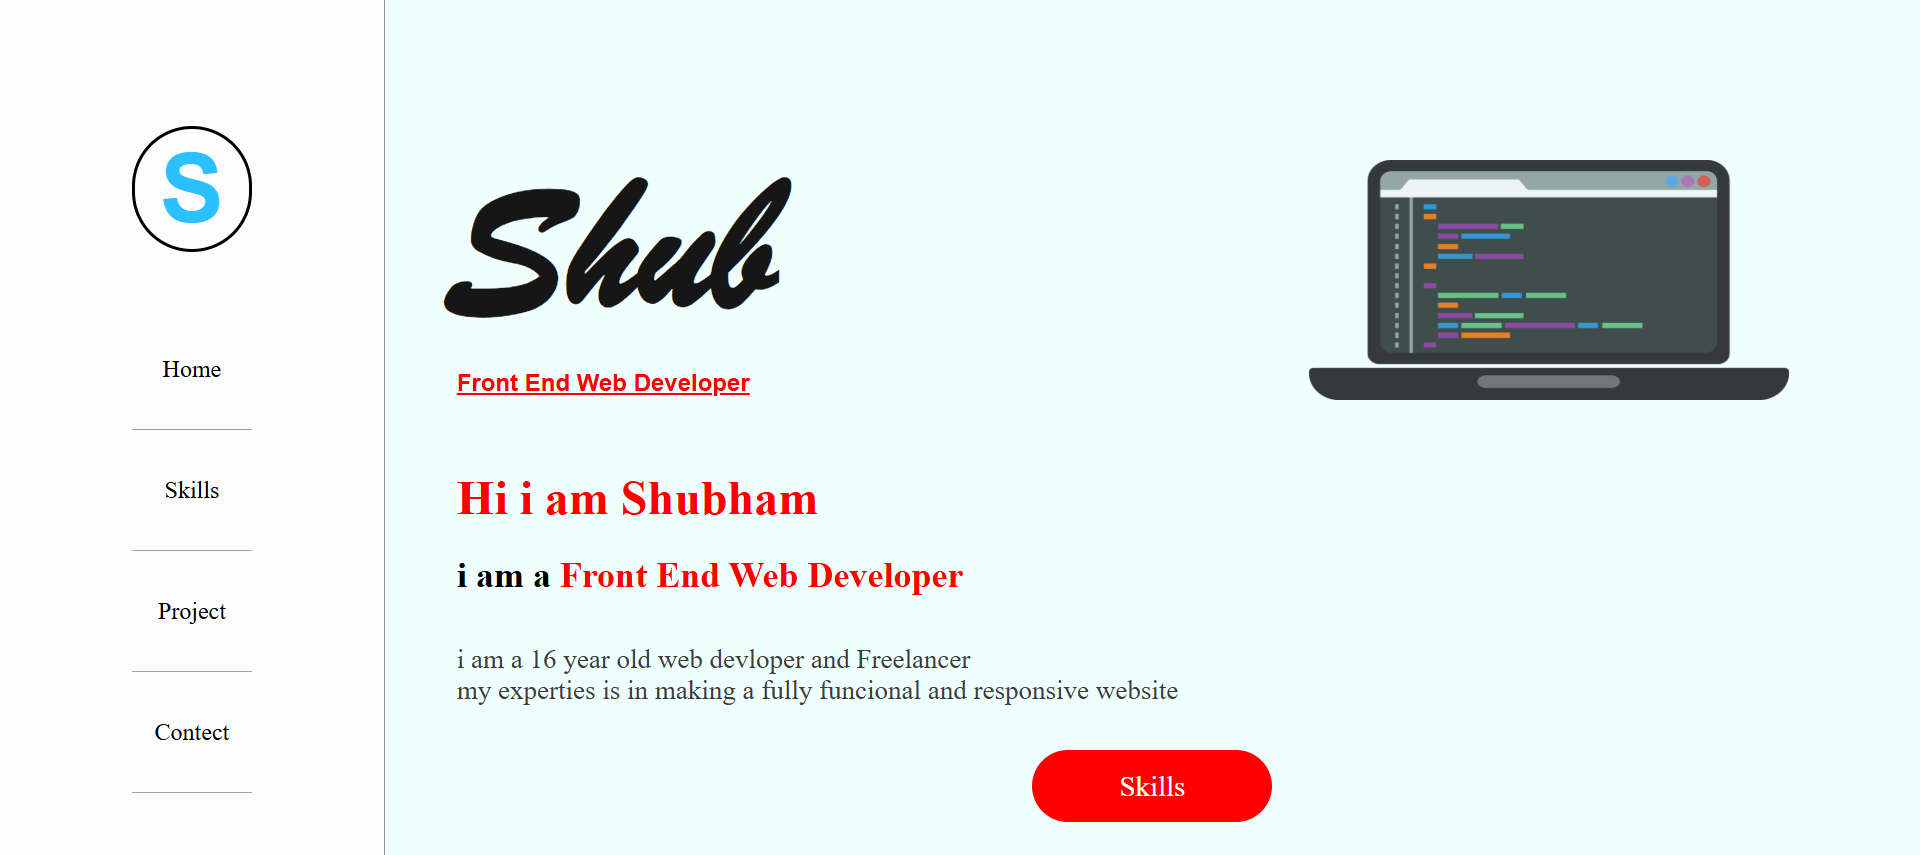 S
Home
Skills
Project
Contect
Shub
Front End Web Developer
Hi i am Shubham
i am a Front End Web Developer
i am a 16 year old web devloper and Freelancer
my experties is in making a fully funcional and responsive website
Skills